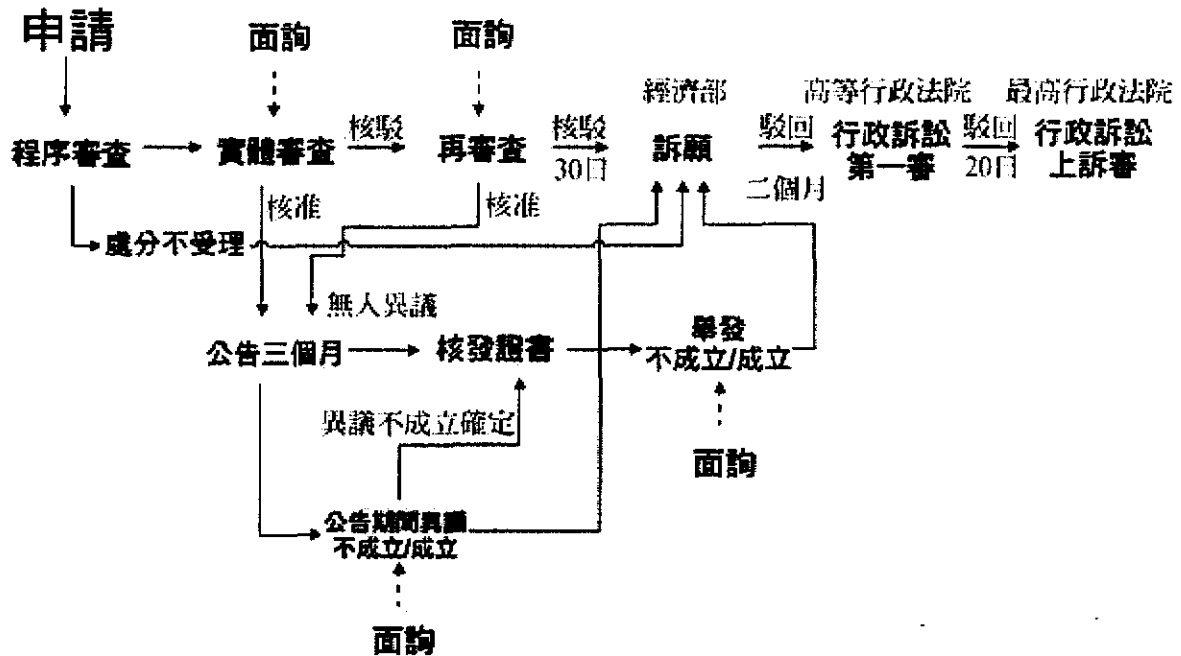 申請
面詢
面詢
經濟部
高等行政法院
最高行政法院
程序審查
實體審查
核駁
再審查
核駁
30日
訴願
駁回
二個月
行政訴訟
第一審
駁回
20日
行政訴訟
上訴審
核准
核准
處分不受理
無人異議
公告三個月
核發證書
舉發
不成立/成立
異議不成立確定
面詢
公告期間異議
不成立/成立
面詢